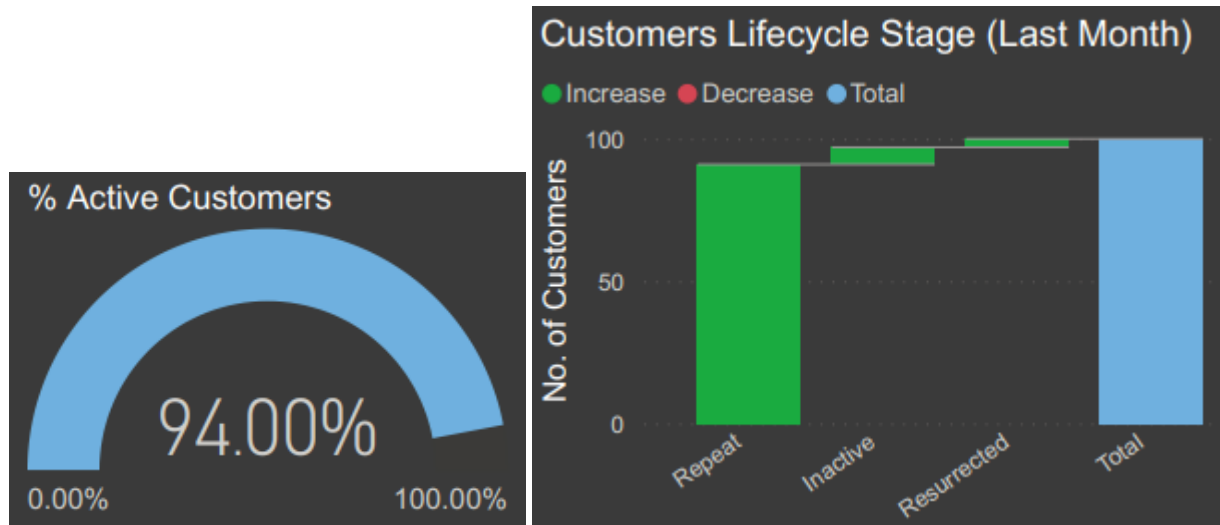 % Active Customers
94.00%
0.00% 100.00%
Customers Lifecycle Stage (Last Month)
Increase Decrease Total
No. of Customers
100
50
0
Repeat Inactive Resurrected Total